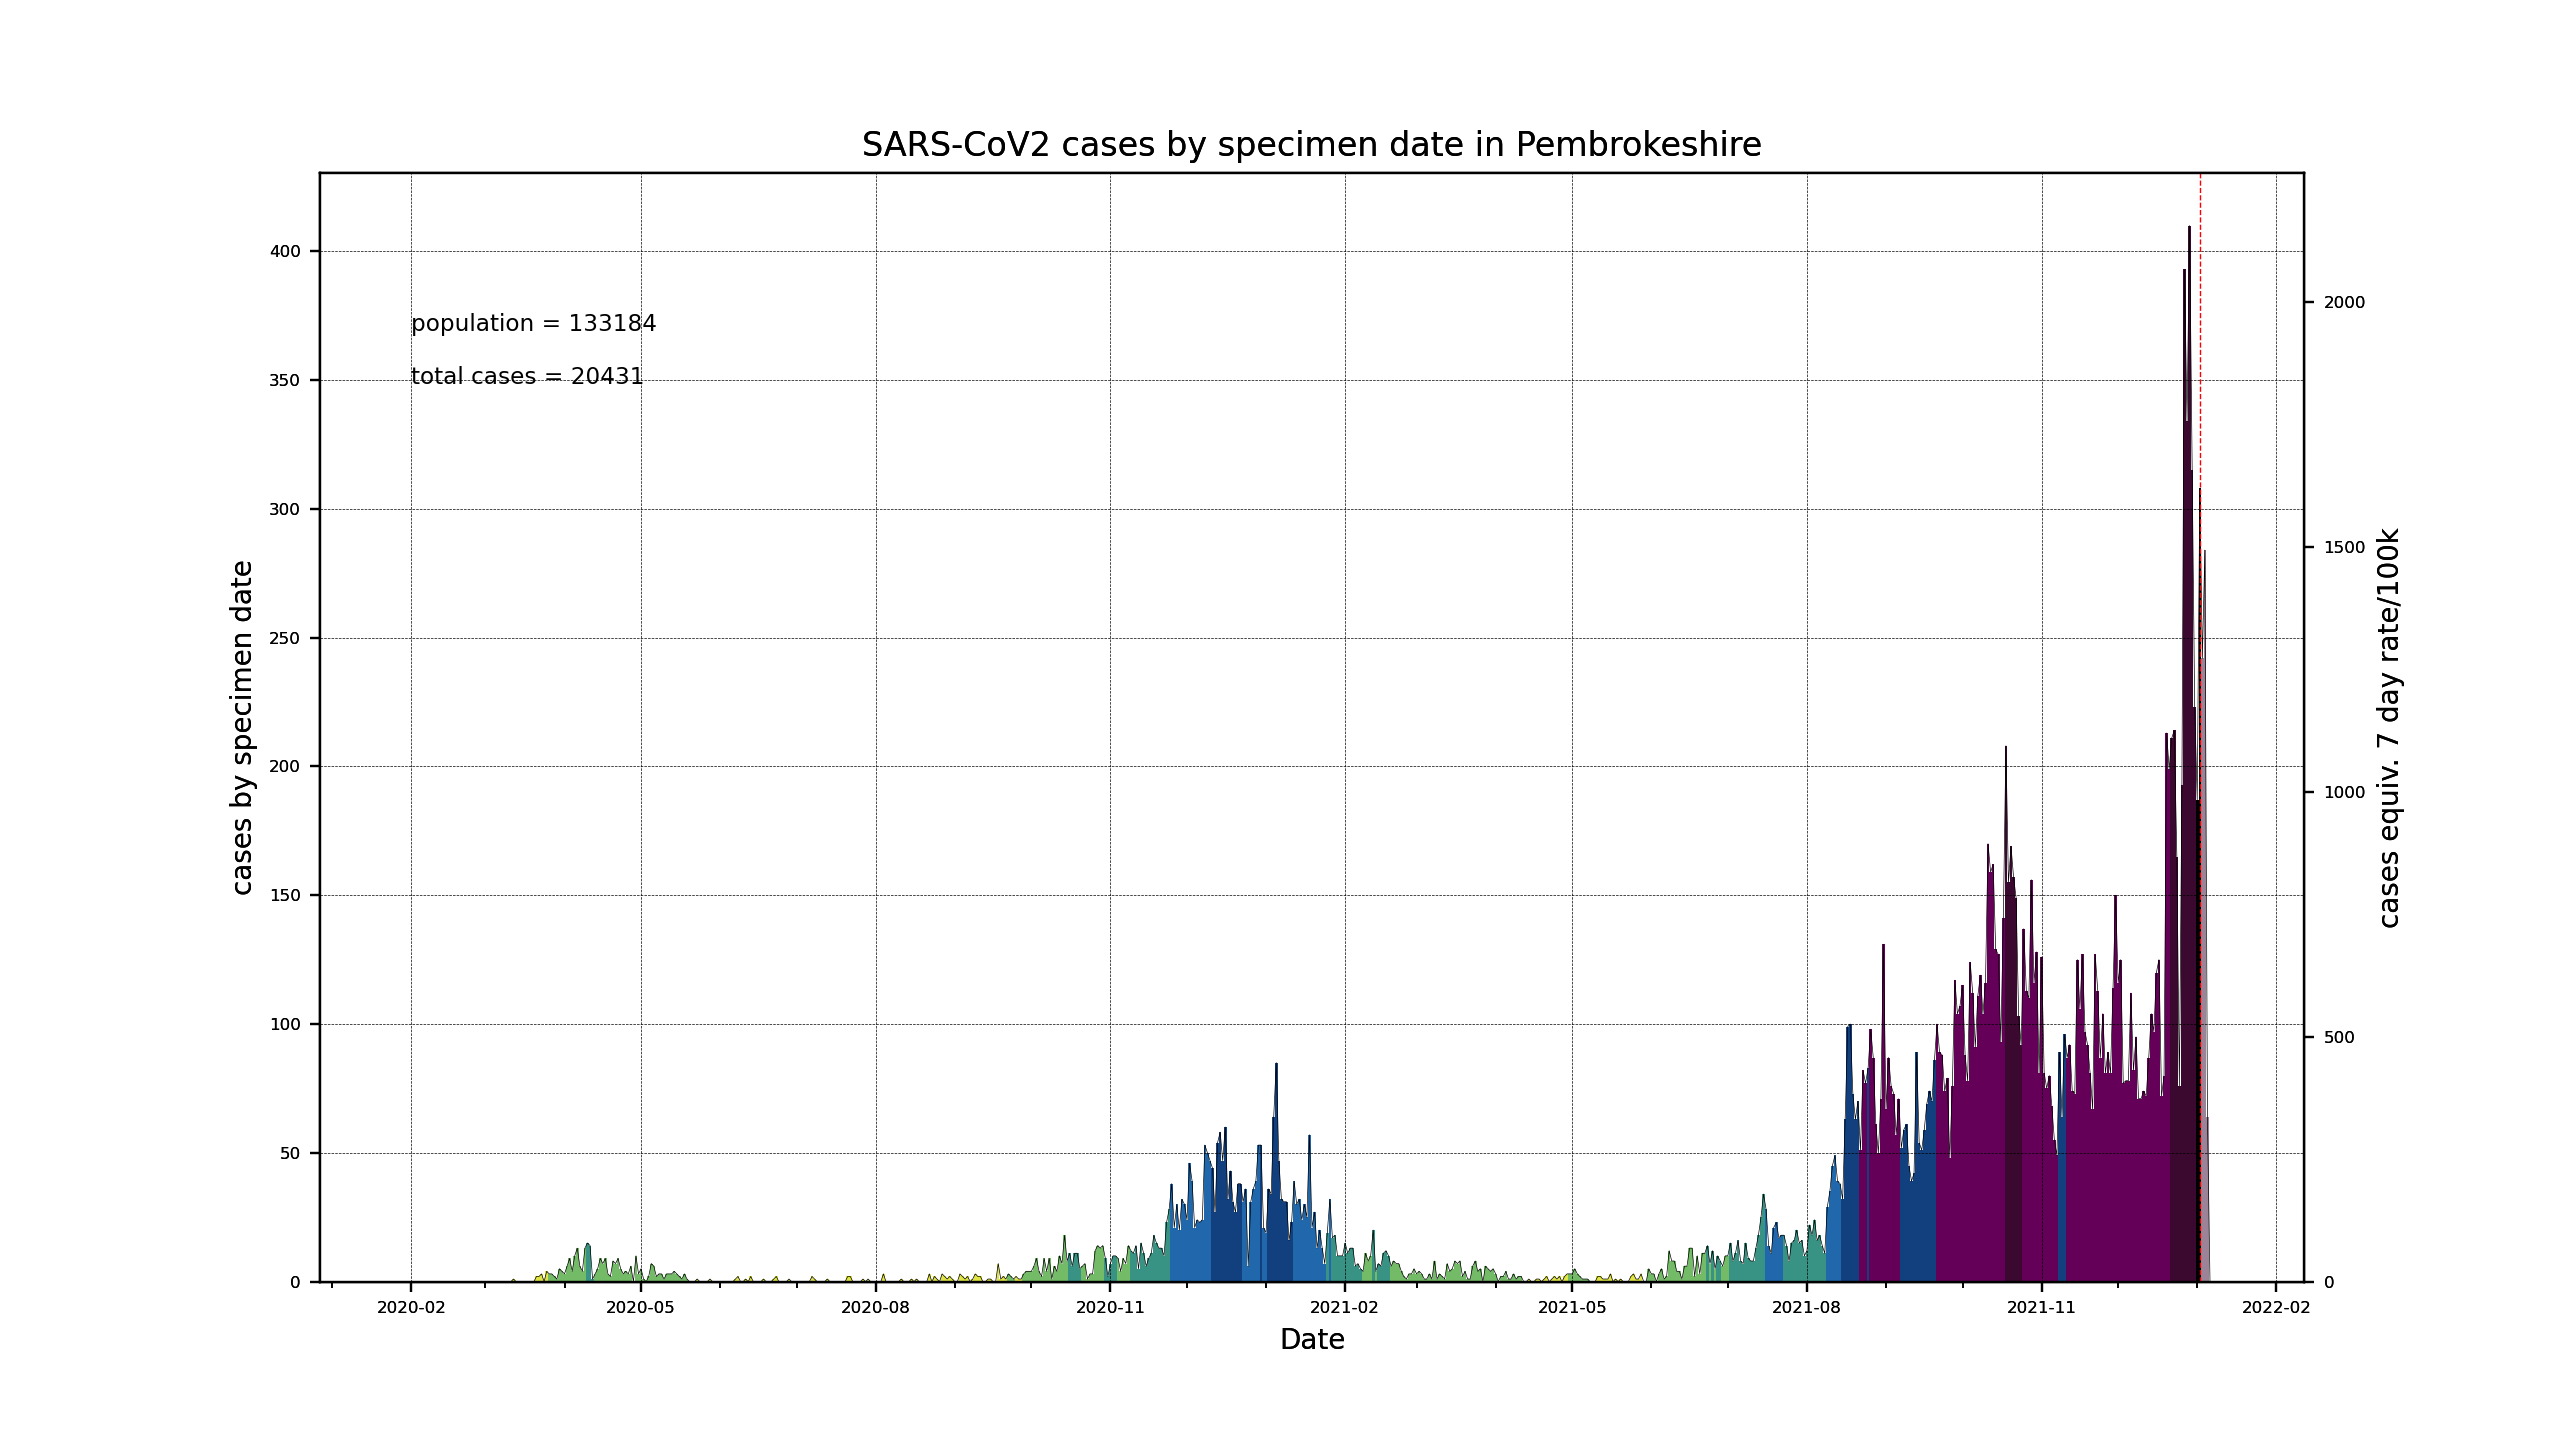 SARS-CoV2 cases by specimen date in Pembrokeshire
population = 133184
total cases = 20431
cases by specimen date
400
350
300
250
200
150
100
50
0
2000
1500
1000
500
0
cases equiv. 7 day rate/100k
2020-02 2020-05 2020-08 2020-11 2021-02 2021-05 2021-08 2021-11 2022-02
Date